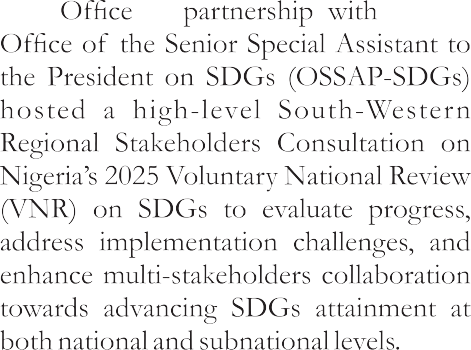 Office partnership with
Office of the Senior Special Assistant to
the President on SDGs (OSSAP-SDGs)
hosted a high-level South-Western
Regional Stakeholders Consultation on
Nigeria's 2025 Voluntary National Review
(VNR) on SDGs to evaluate progress,
address implementation challenges, and
enhance multi-stakeholders collaboration
towards advancing SDGs attainment at
both national and subnational levels.